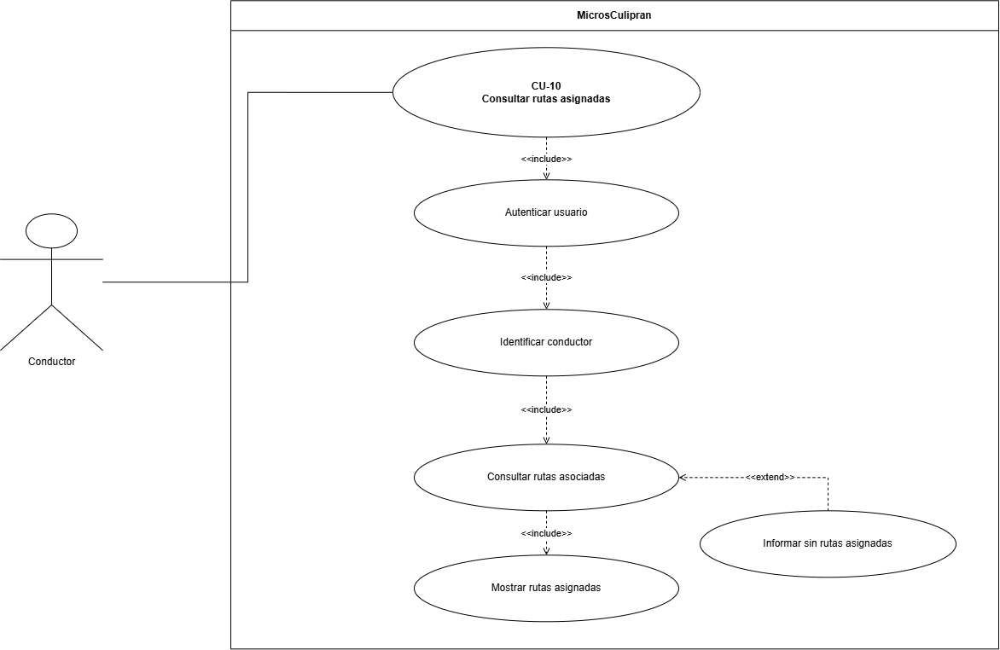 MicrosCulipran
CU-10
Consultar rutas asignadas
<<include>>
Autenticar usuario
<<include>>
Identificar conductor
Conductor
<<include>>
Consultar rutas asociadas
<<extend>>
<<include>>
Informar sin rutas asignadas
Mostrar rutas asignadas